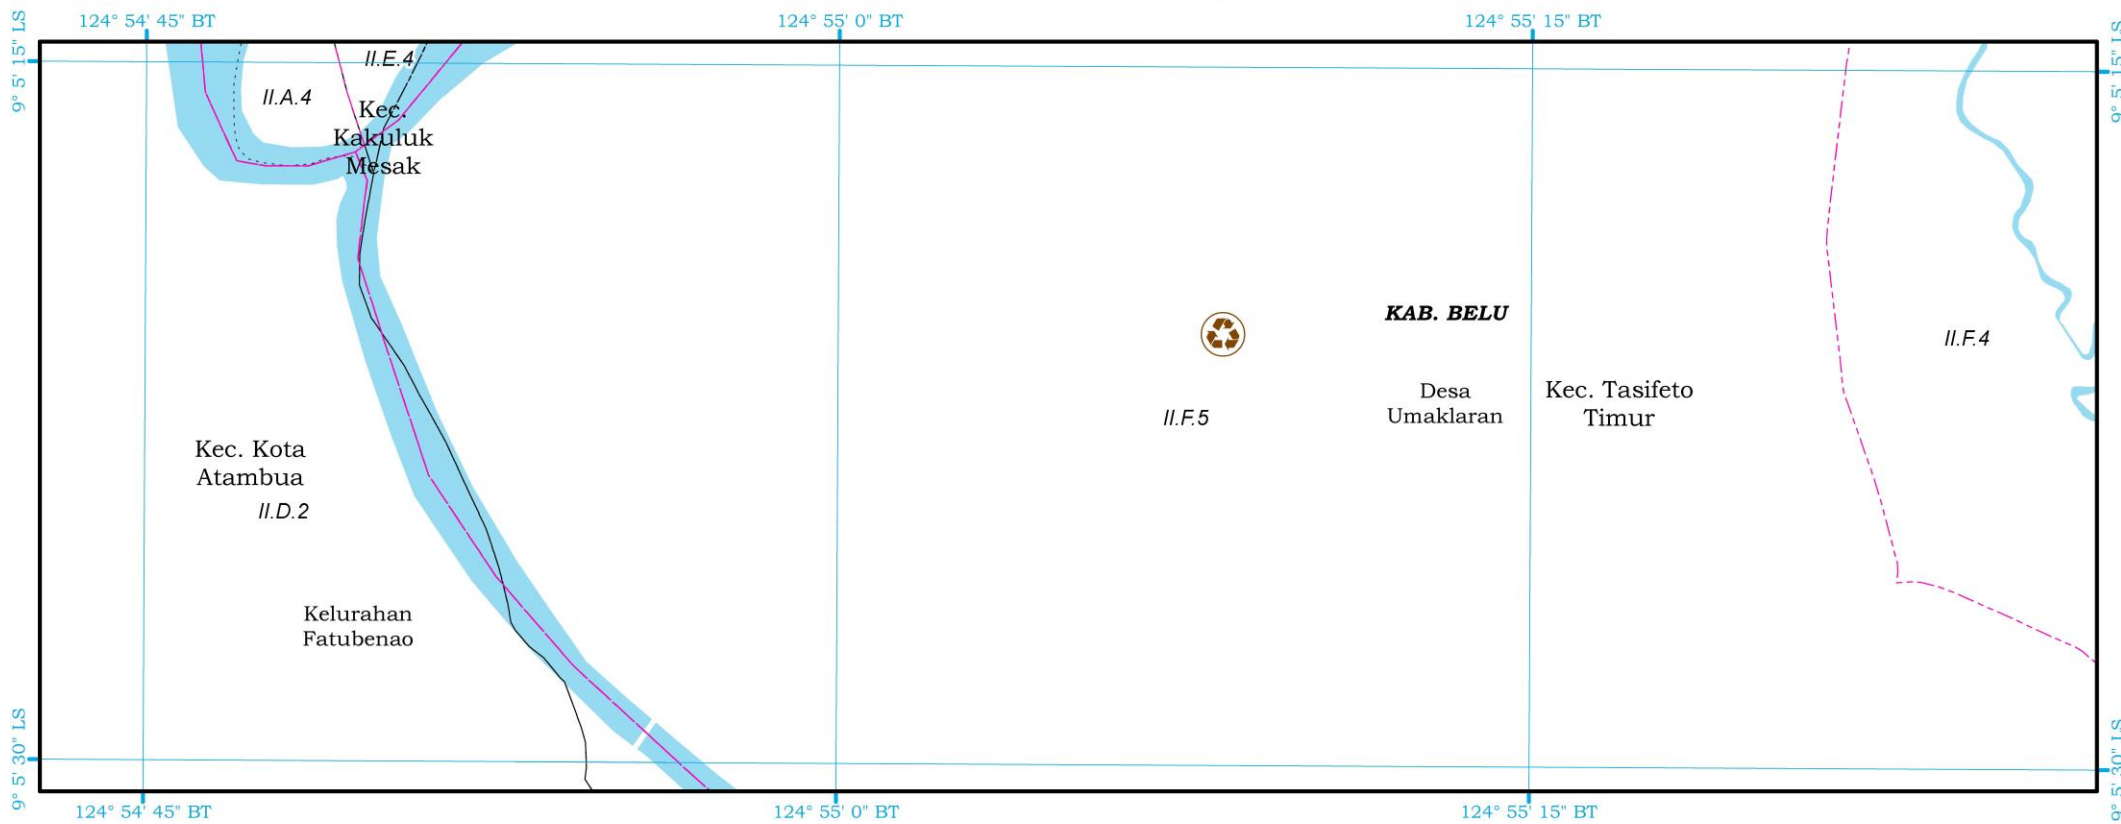 124° 54' 45" BT
124° 55' 0" BT
124° 55' 15" BT
9° 5' 15" LS
9° 5' 15" LS
II.E.4
II.A.4
Kec.
Kakuluk
Mesak
KAB. BELU
II.F.4
Desa
Umaklaran
Kec. Tasifeto
Timur
II.F.5
Kec. Kota
Atambua
II.D.2
Kelurahan
Fatubenao
9° 5' 30" LS
9° 5' 30" LS
124° 54' 45" BT
124° 55' 0" BT
124° 55' 15" BT